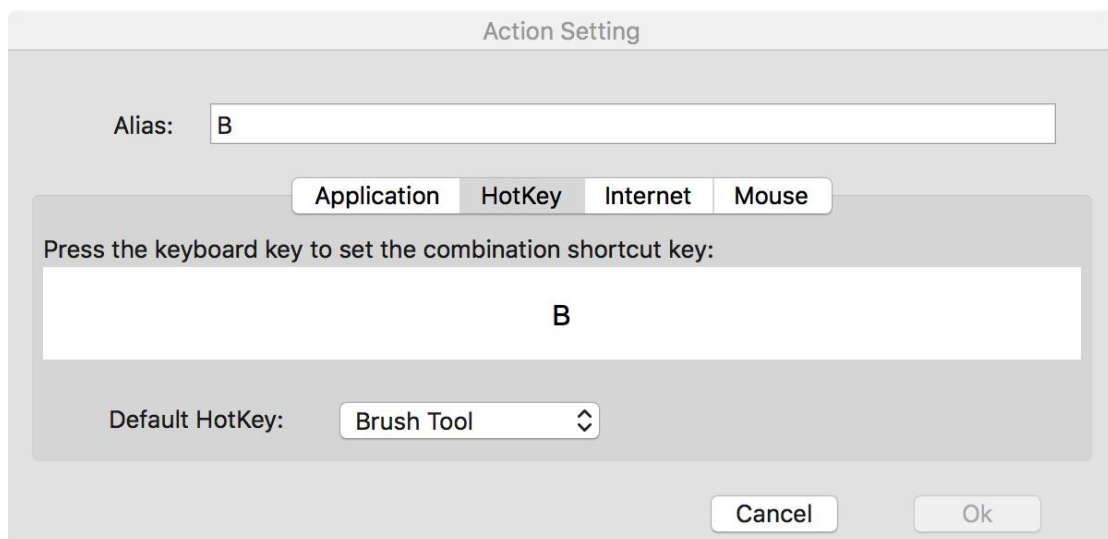 Action Setting
Alias: B
Application HotKey Internet Mouse
Press the keyboard key to set the combination shortcut key:
B
Default HotKey: Brush Tool
Cancel Ok